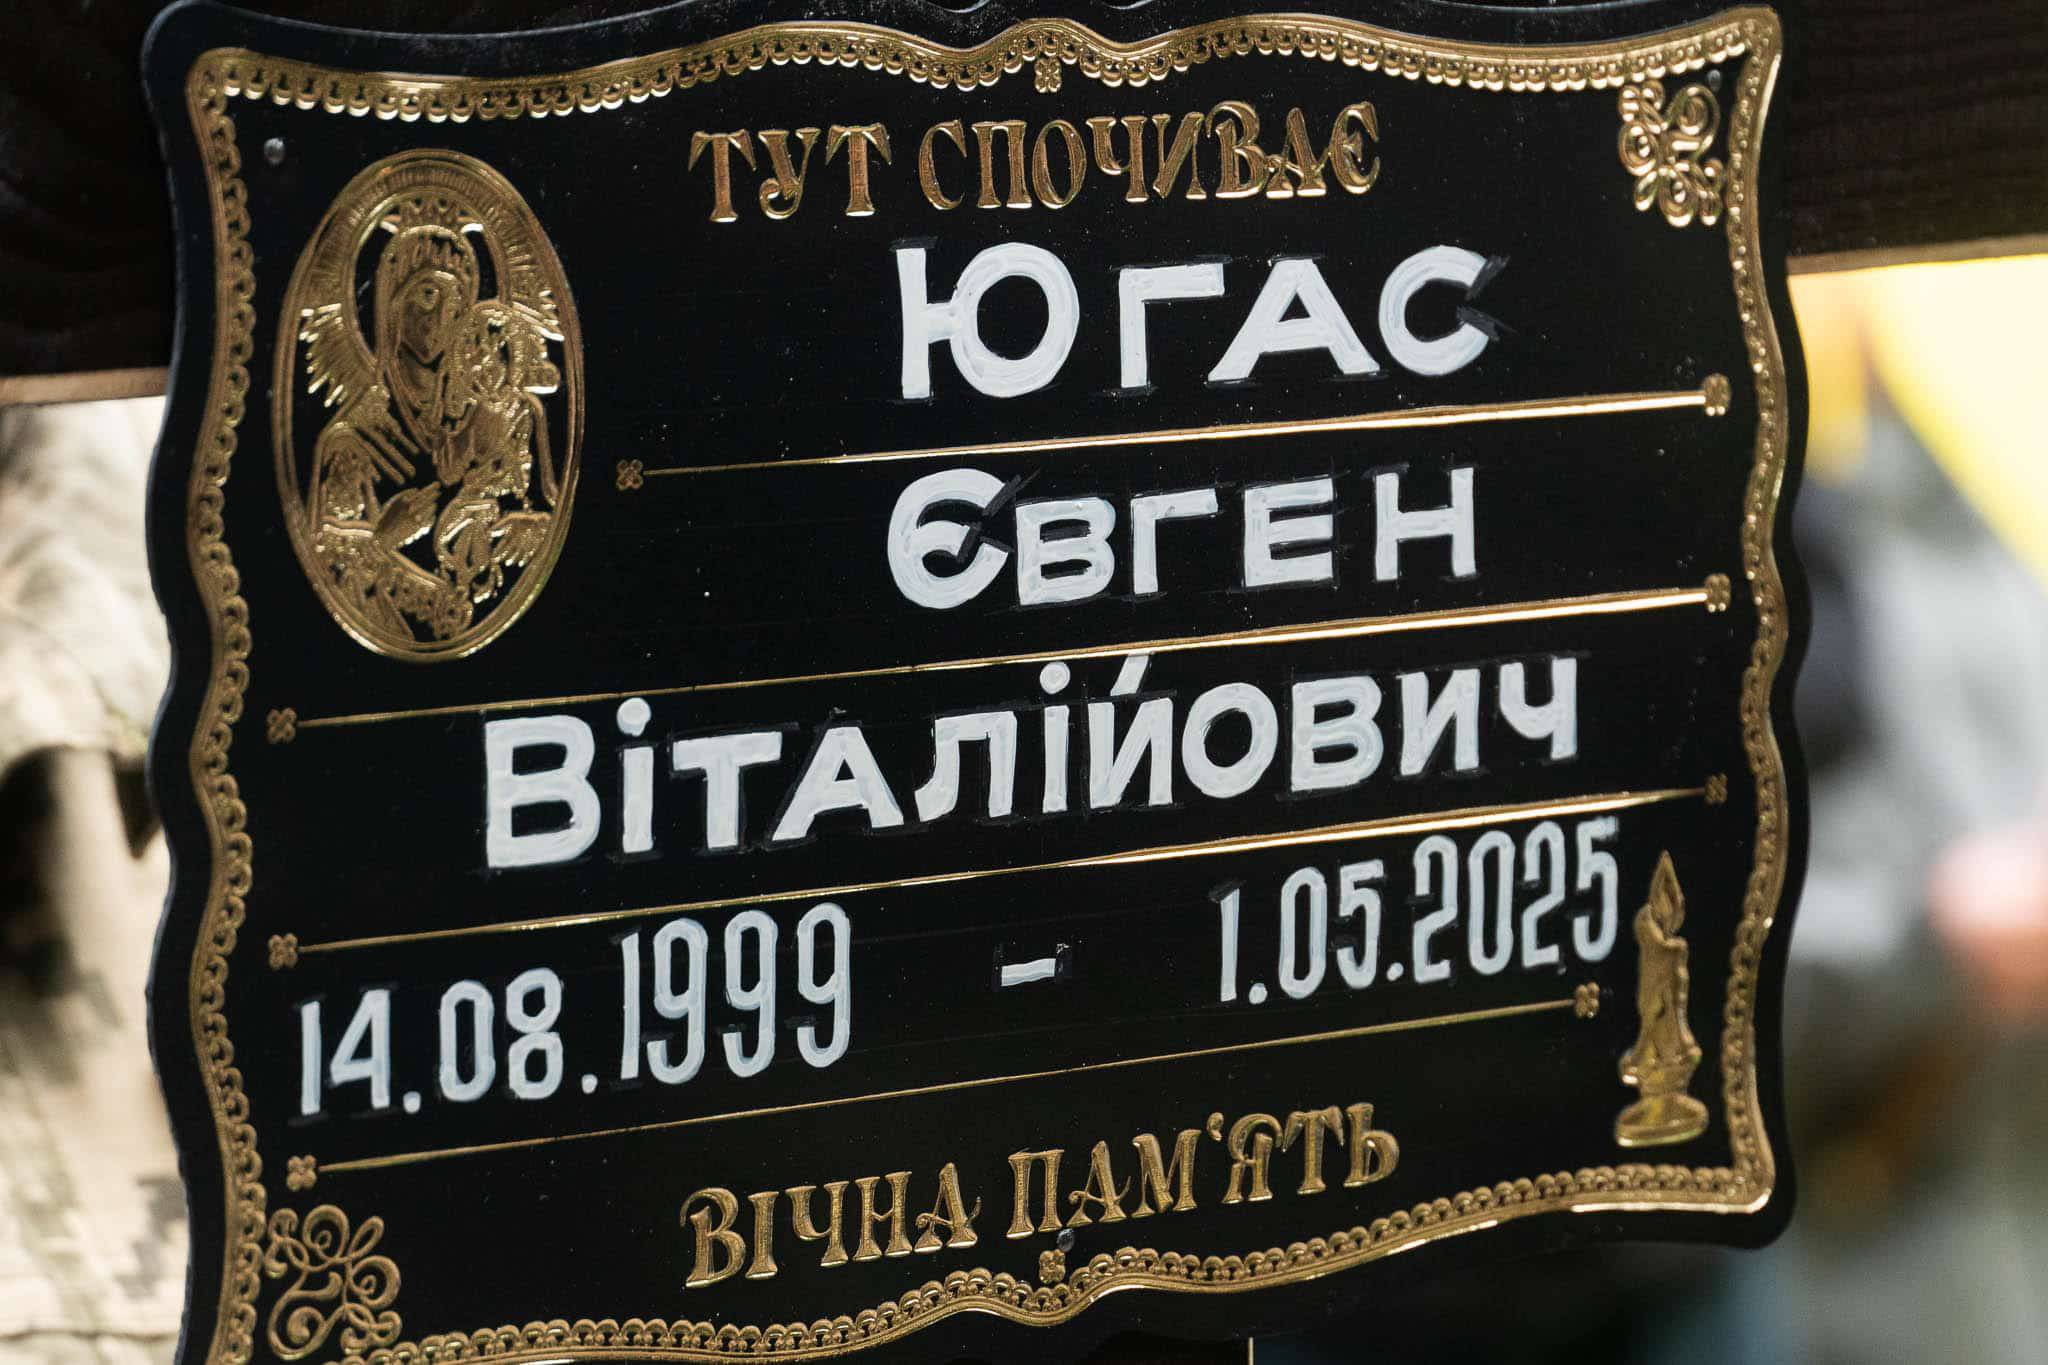 ТУТ СПОЧИВАЄ
ЮГАС
ЄВГЕН
ВІТАЛІЙОВИЧ
14.08.1999 - 1.05.2025
ВІЧНА ПАМ'ЯТЬ